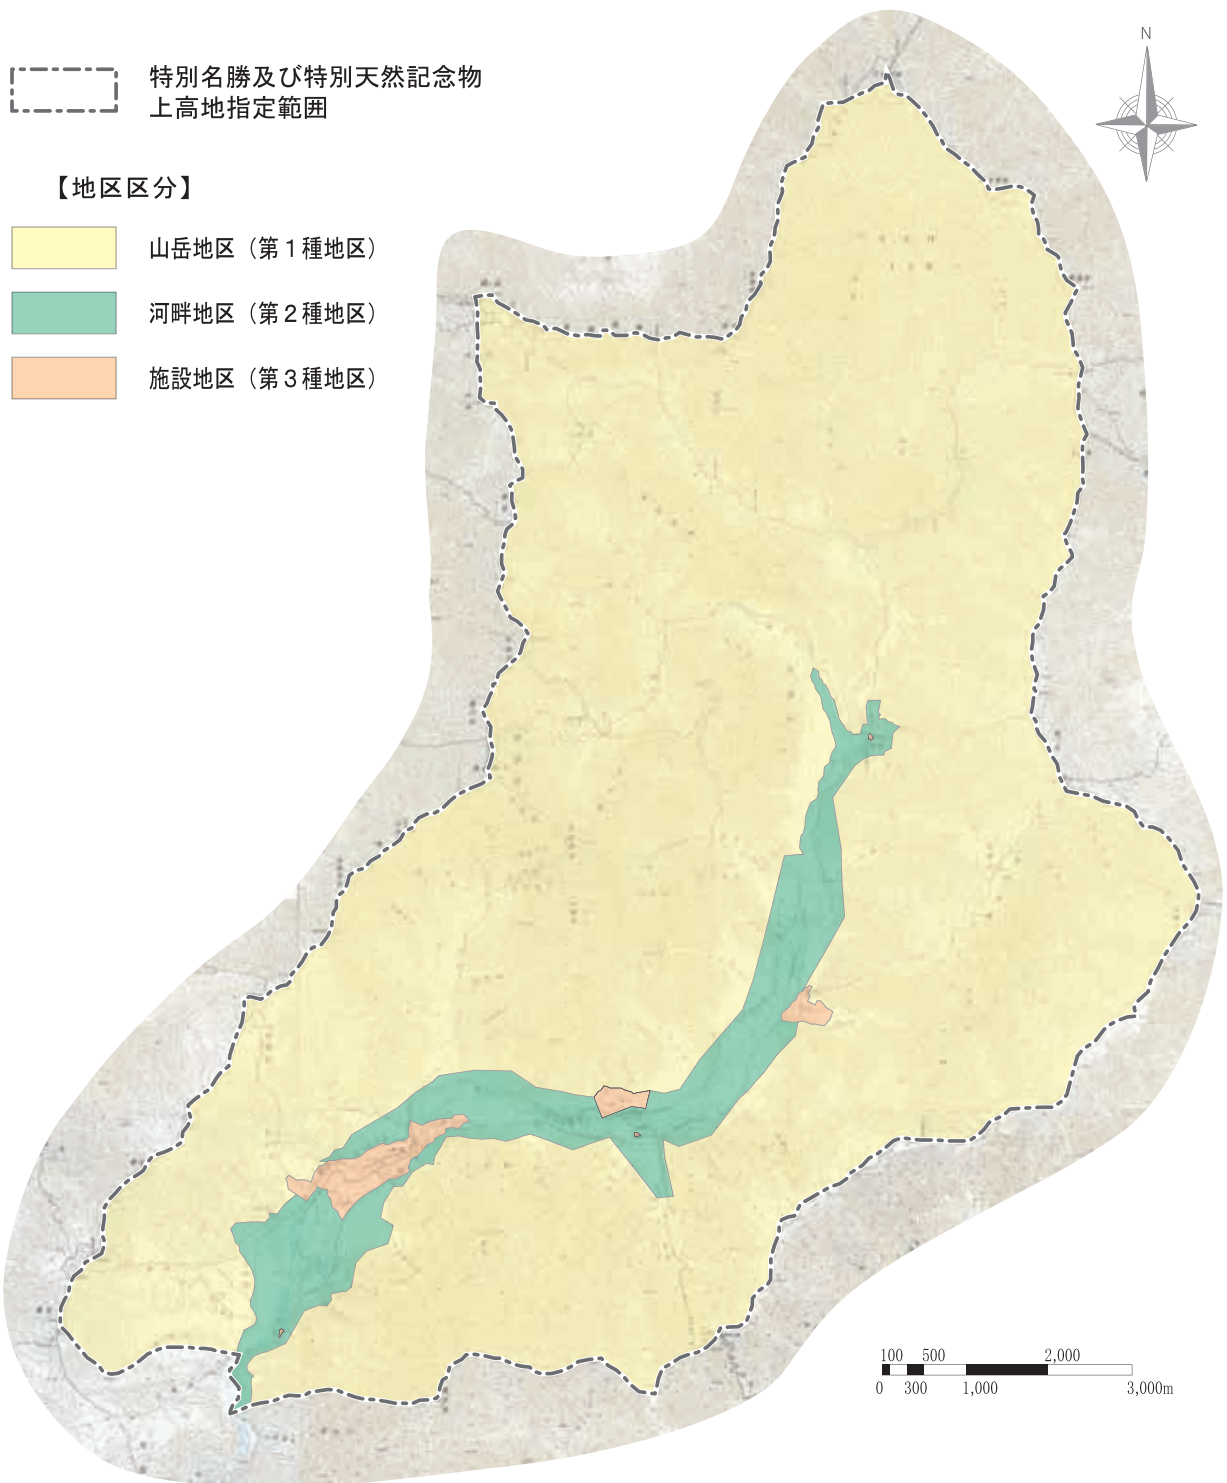 特別名勝及び特別天然記念物
上高地指定範囲
【地区区分】
山岳地区（第１種地区）
河畔地区（第２種地区）
施設地区（第３種地区）
N
100 500 2,000
0 300 1,000 3,000m